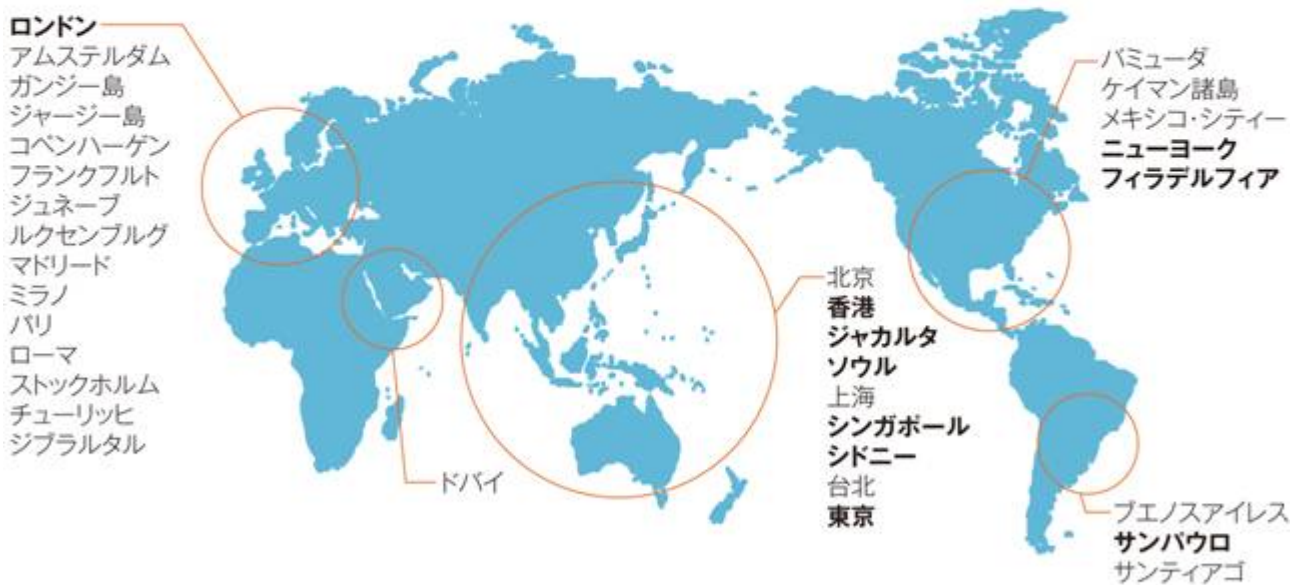 ロンドン
アムステルダム
ガンジー島
ジャージー島
コペンハーゲン
フランクフルト
ジュネーブ
ルクセンブルグ
マドリード
ミラノ
パリ
ローマ
ストックホルム
チューリッヒ
ジブラルタル
ドバイ
北京
香港
ジャカルタ
ソウル
上海
シンガポール
シドニー
台北
東京
バミューダ
ケイマン諸島
メキシコ・シティー
ニューヨーク
フィラデルフィア
ブエノスアイレス
サンパウロ
サンティアゴ